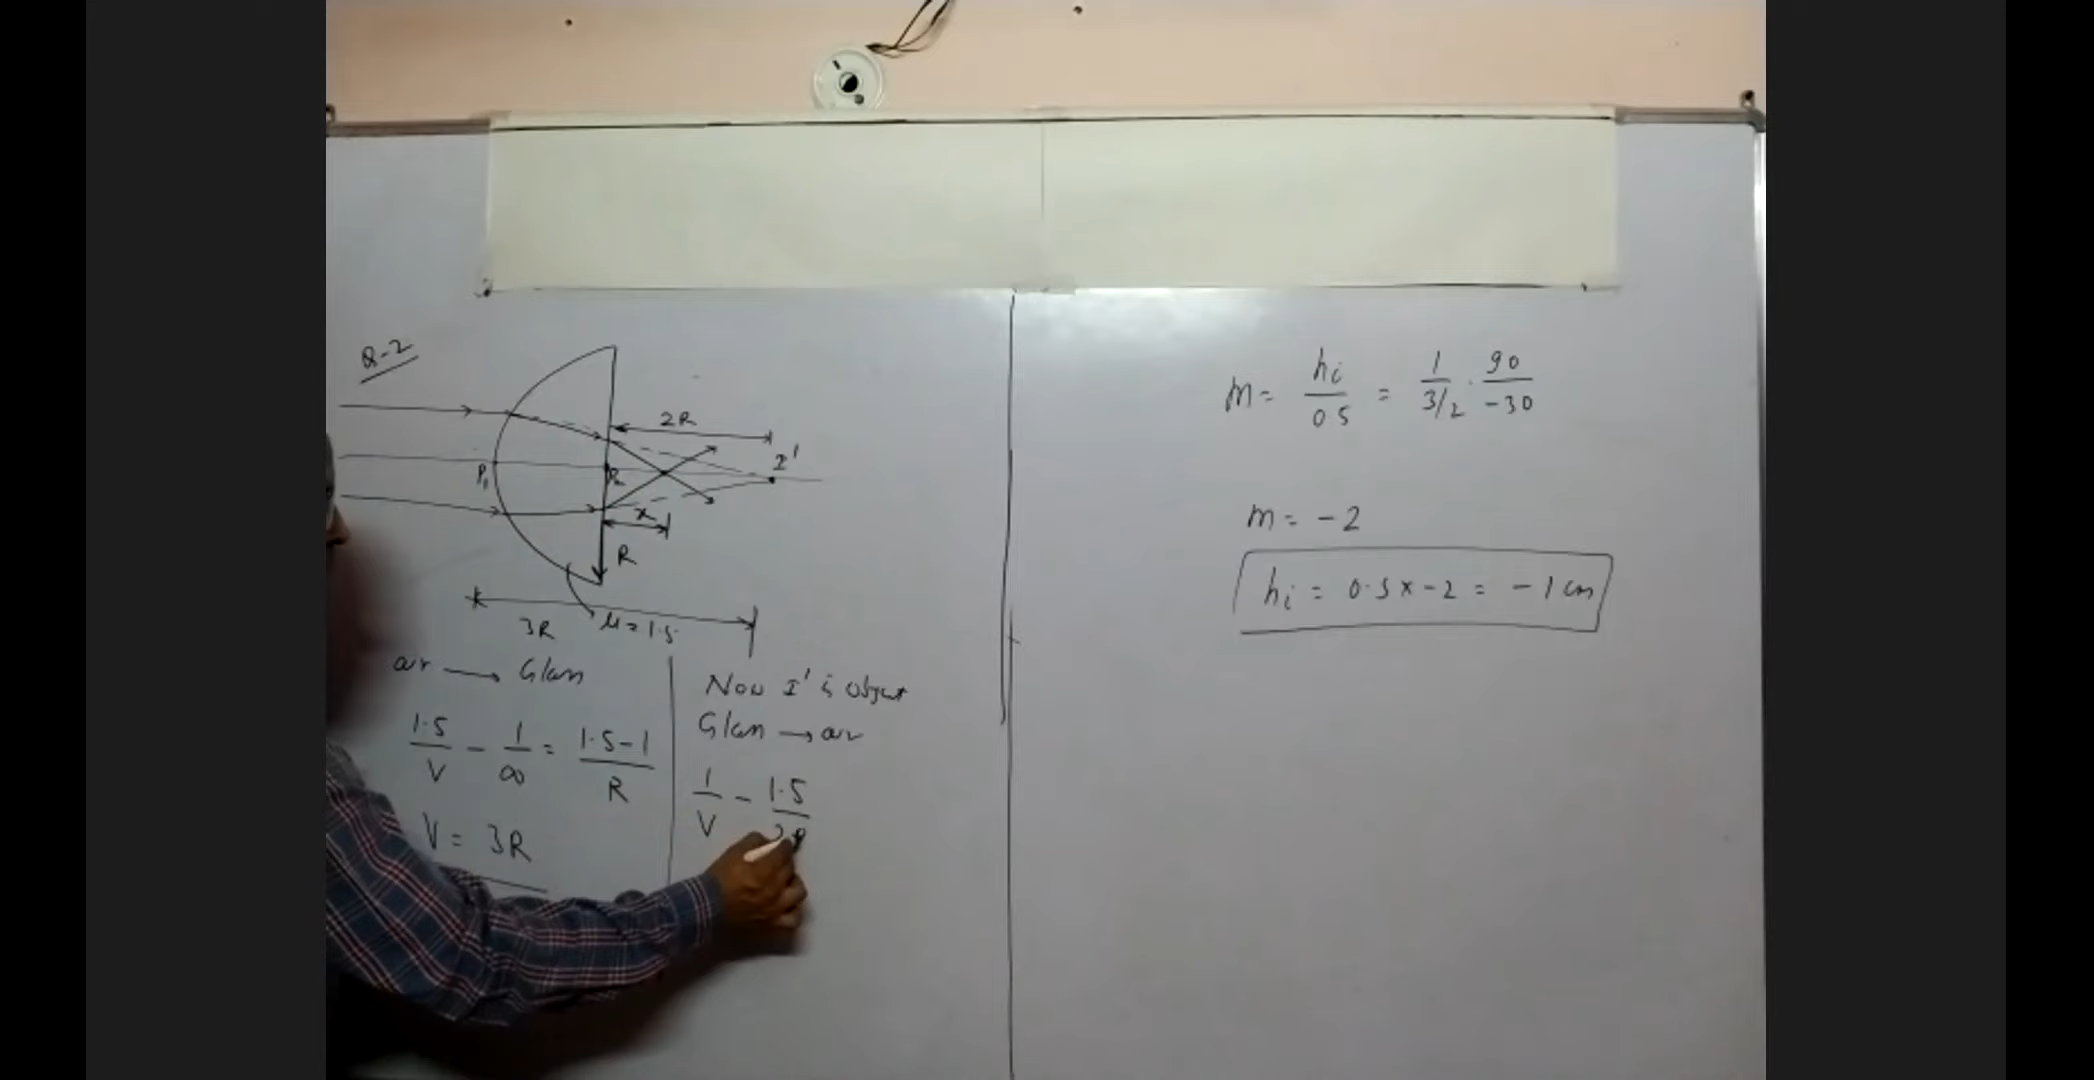 Q-2
2R
I'
P₁
P₂
x
R
3R
μ = 1.5
air → Glass
1.5/V - 1/∞ = 1.5-1/R
V = 3R
Now I' is object
Glass → air
1/V - 1.5/
m = hi/0.5 = 1/3/2 · 90/-30
m = -2
hi = 0.5 x -2 = -1 cm